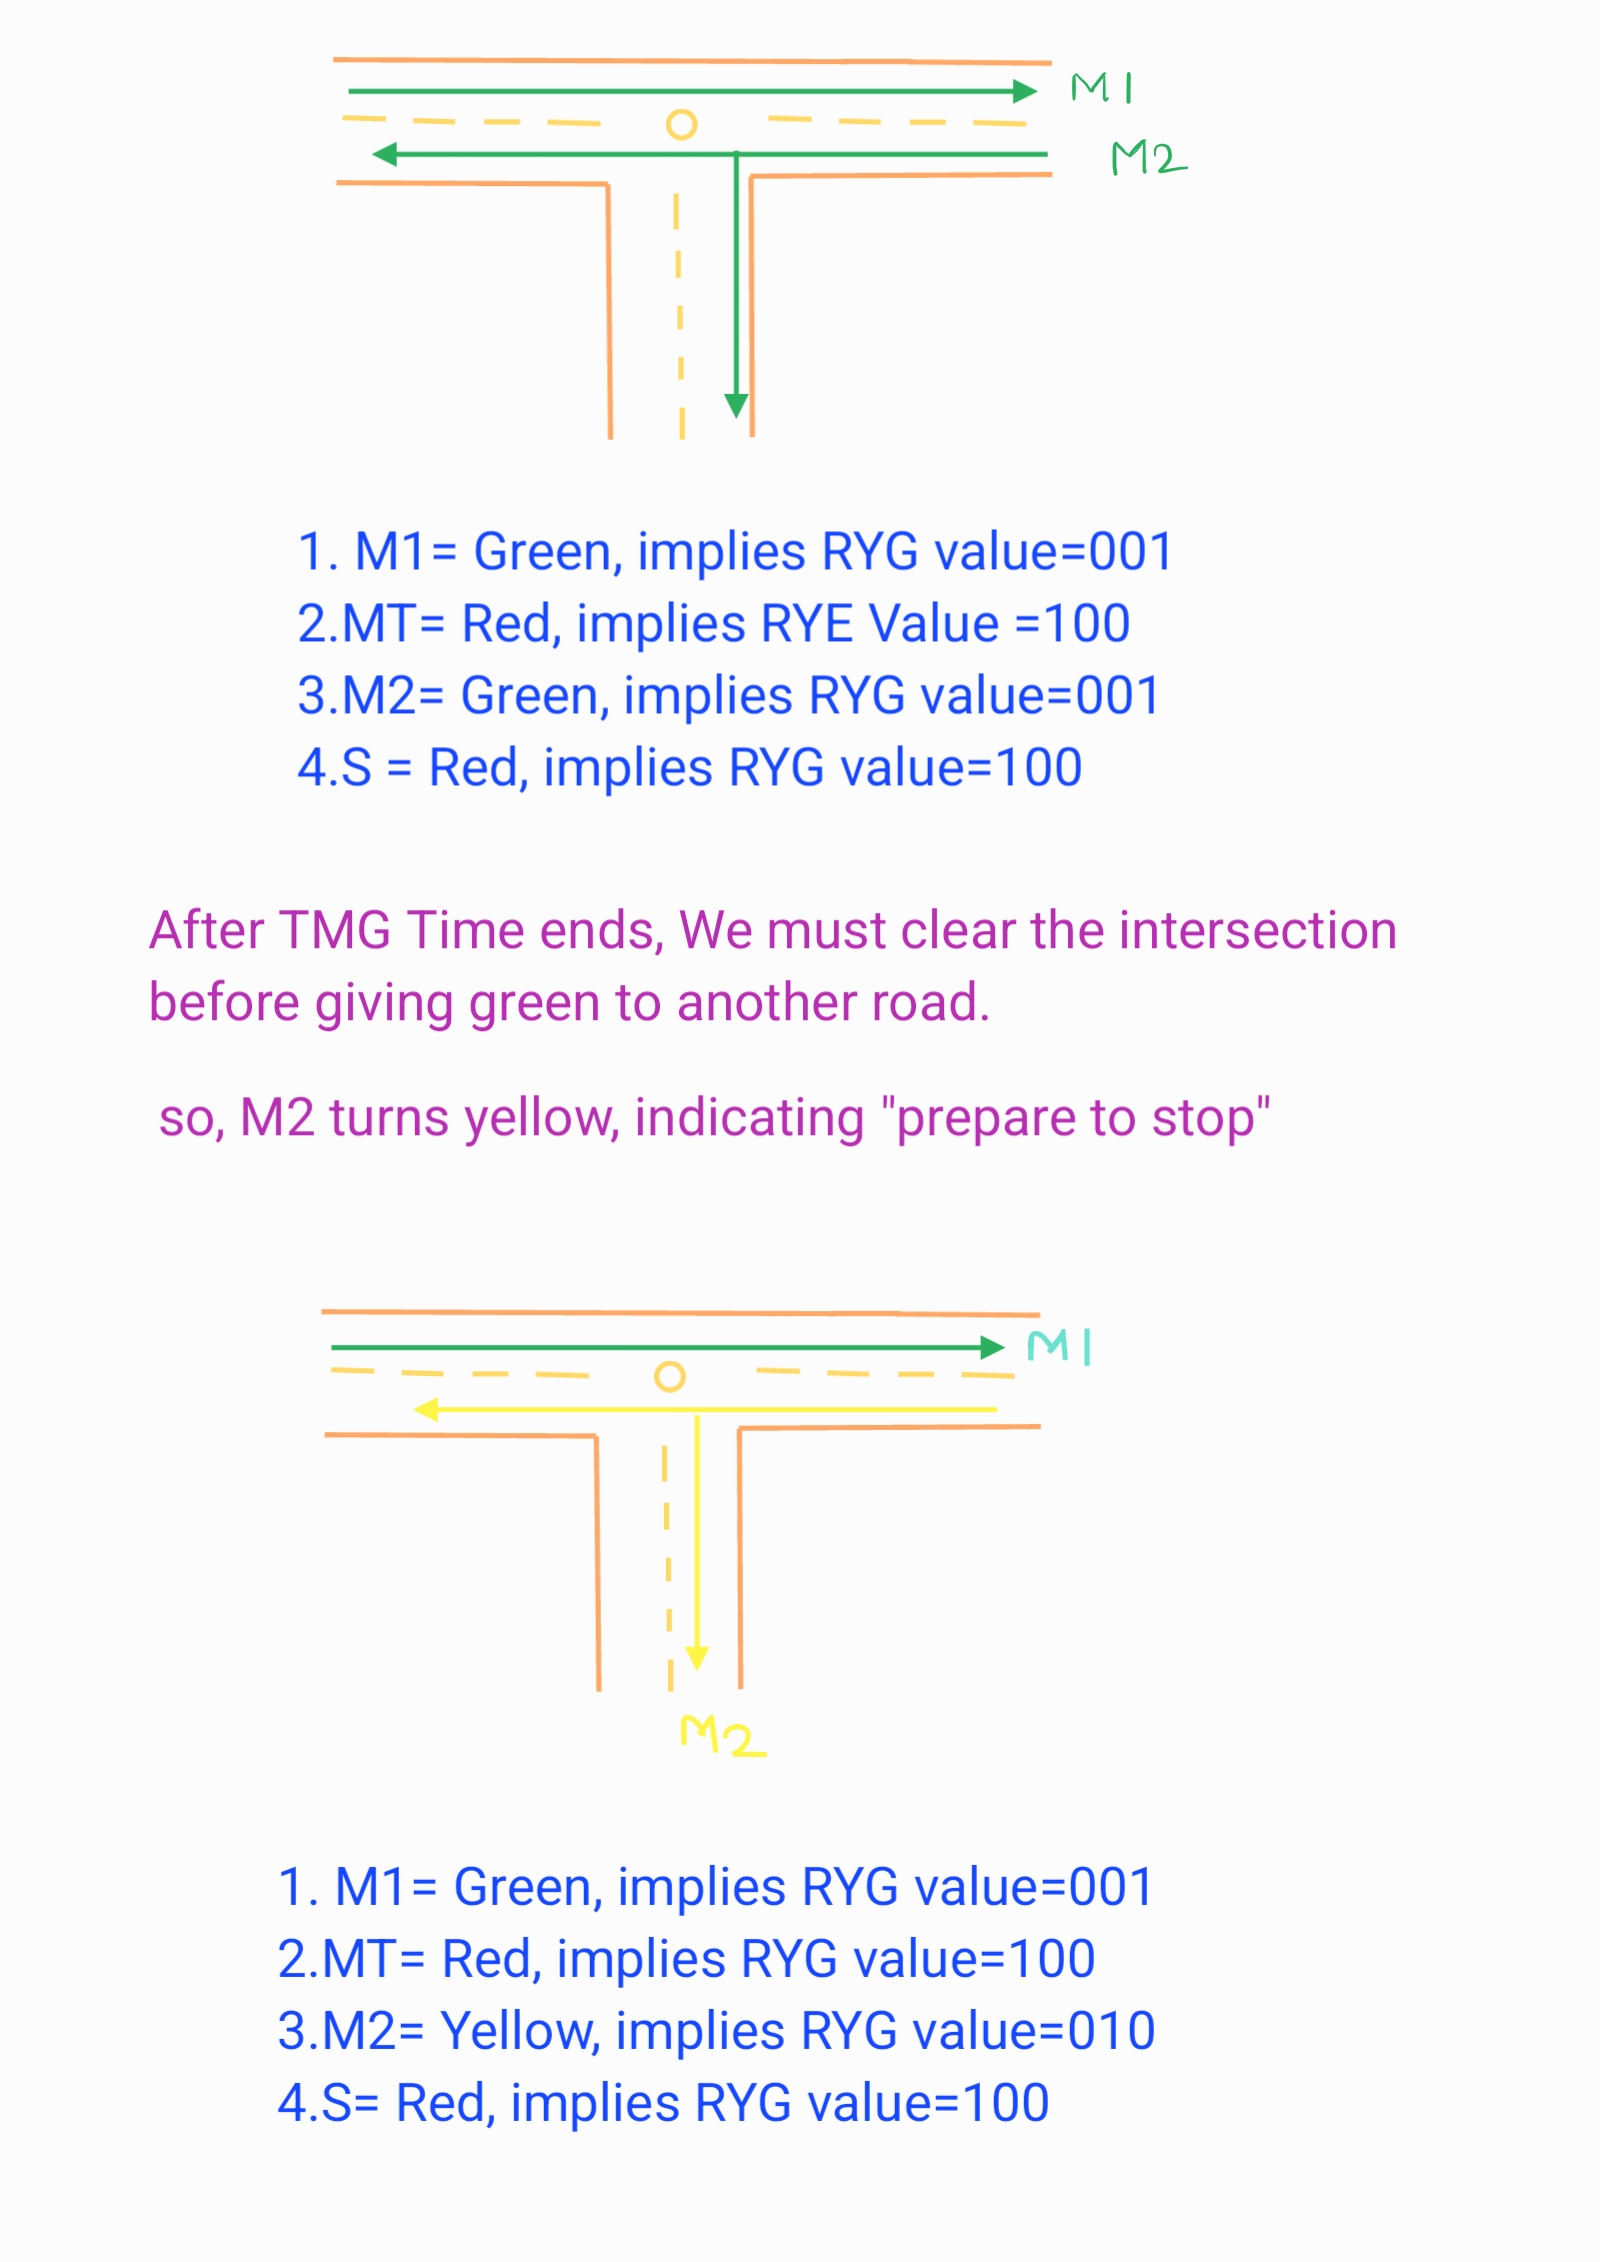 M1
M2
1. M1= Green, implies RYG value=001
2.MT= Red, implies RYE Value =100
3.M2= Green, implies RYG value=001
4.S = Red, implies RYG value=100
After TMG Time ends, We must clear the intersection
before giving green to another road.
so, M2 turns yellow, indicating "prepare to stop"
M1
M2
1. M1= Green, implies RYG value=001
2.MT= Red, implies RYG value=100
3.M2= Yellow, implies RYG value=010
4.S= Red, implies RYG value=100